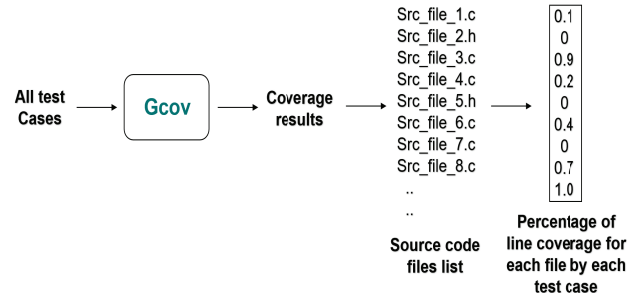 All test
Cases
Gcov
Coverage
results
Src_file_1.c
Src_file_2.h
Src_file_3.c
Src_file_4.c
Src_file_5.h
Src_file_6.c
Src_file_7.c
Src_file_8.c
..
..
Source code
files list
0.1
0
0.9
0.2
0
0.4
0
0.7
1.0
Percentage of
line coverage for
each file by each
test case